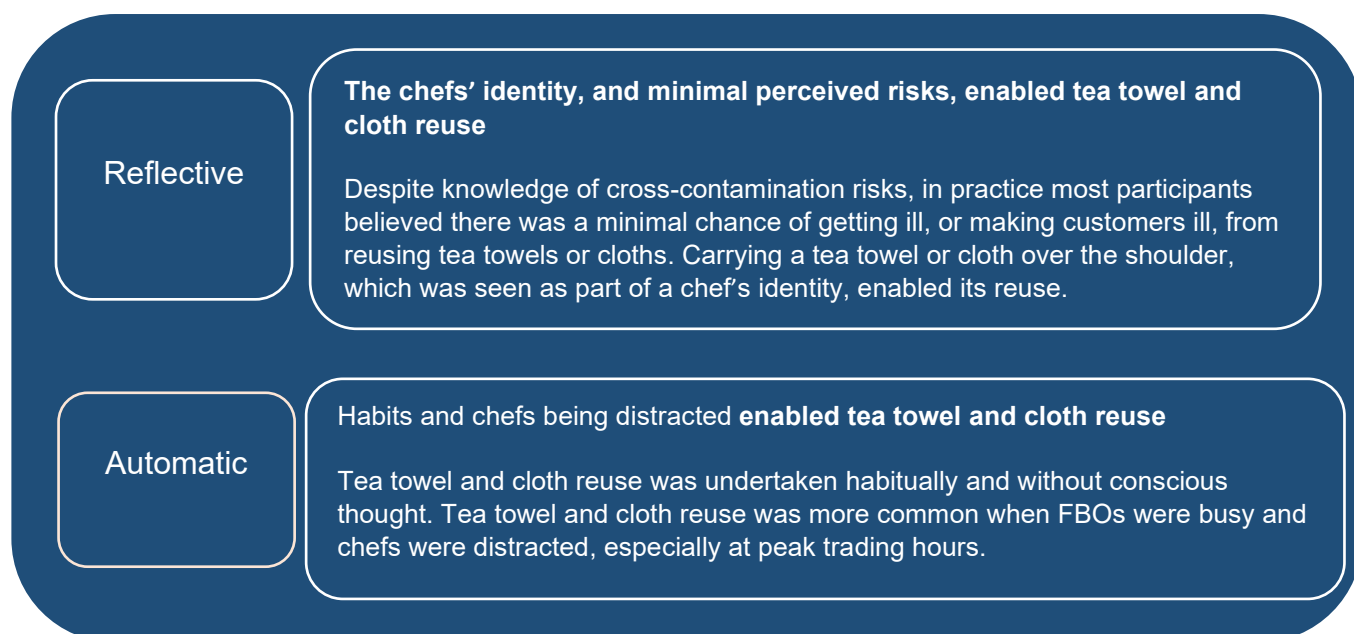 Reflective
The chefs’ identity, and minimal perceived risks, enabled tea towel and
cloth reuse
Despite knowledge of cross-contamination risks, in practice most participants
believed there was a minimal chance of getting ill, or making customers ill, from
reusing tea towels or cloths. Carrying a tea towel or cloth over the shoulder,
which was seen as part of a chef’s identity, enabled its reuse.
Automatic
Habits and chefs being distracted enabled tea towel and cloth reuse
Tea towel and cloth reuse was undertaken habitually and without conscious
thought. Tea towel and cloth reuse was more common when FBOs were busy and
chefs were distracted, especially at peak trading hours.